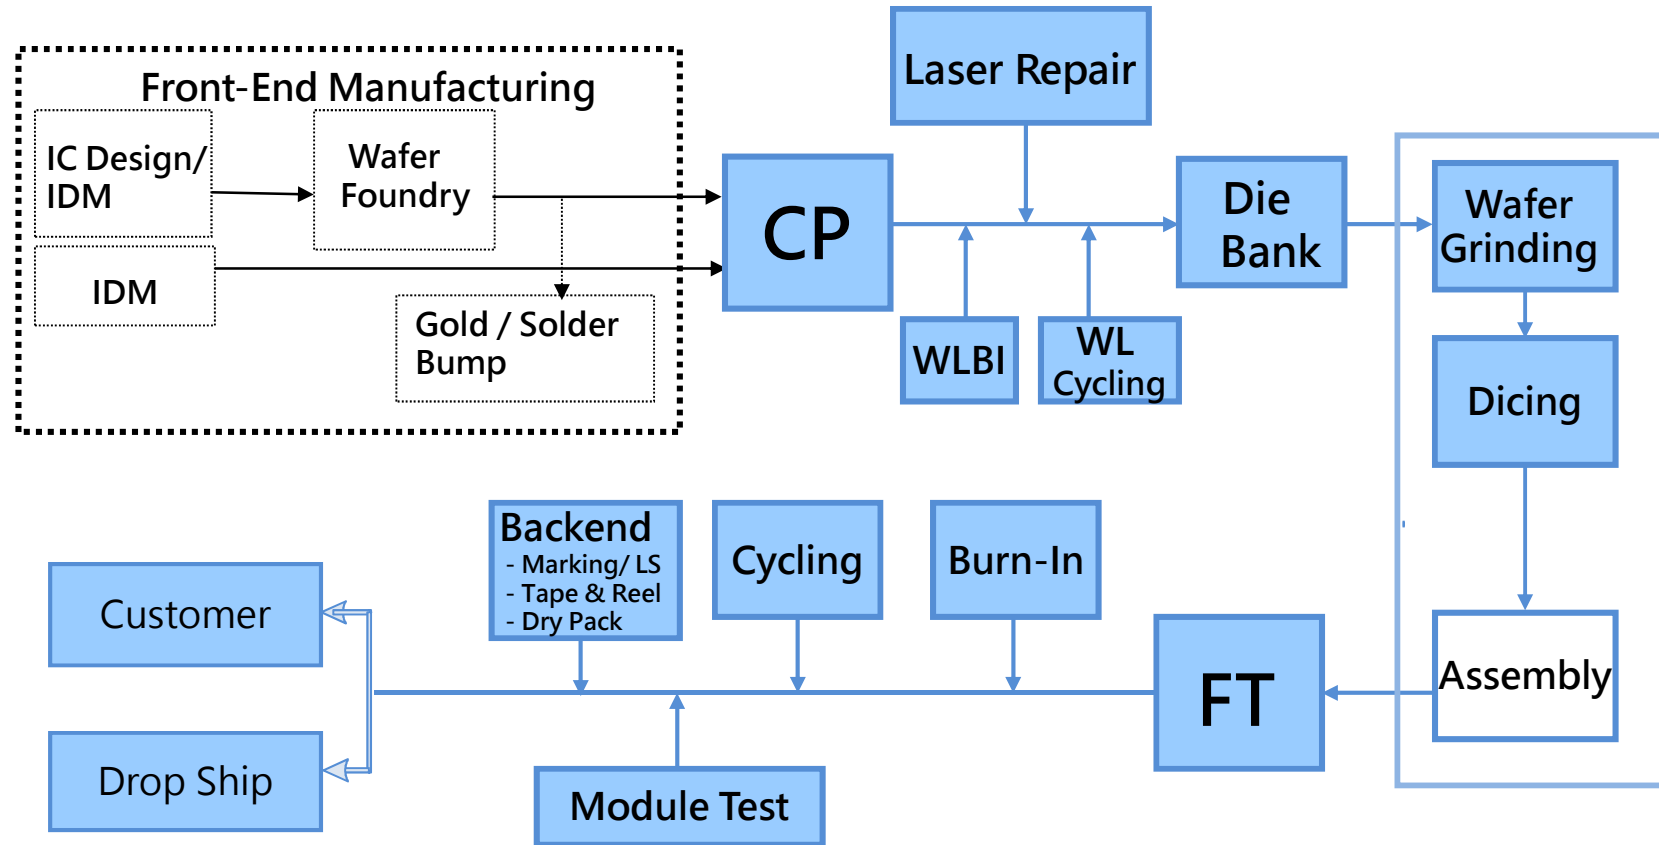 Front-End Manufacturing
IC Design/
IDM
Wafer
Foundry
IDM
Gold / Solder
Bump
CP
Laser Repair
WLBI
WL
Cycling
Die
Bank
Wafer
Grinding
Dicing
Assembly
FT
Burn-In
Cycling
Backend
- Marking/ LS
- Tape & Reel
- Dry Pack
Module Test
Customer
Drop Ship